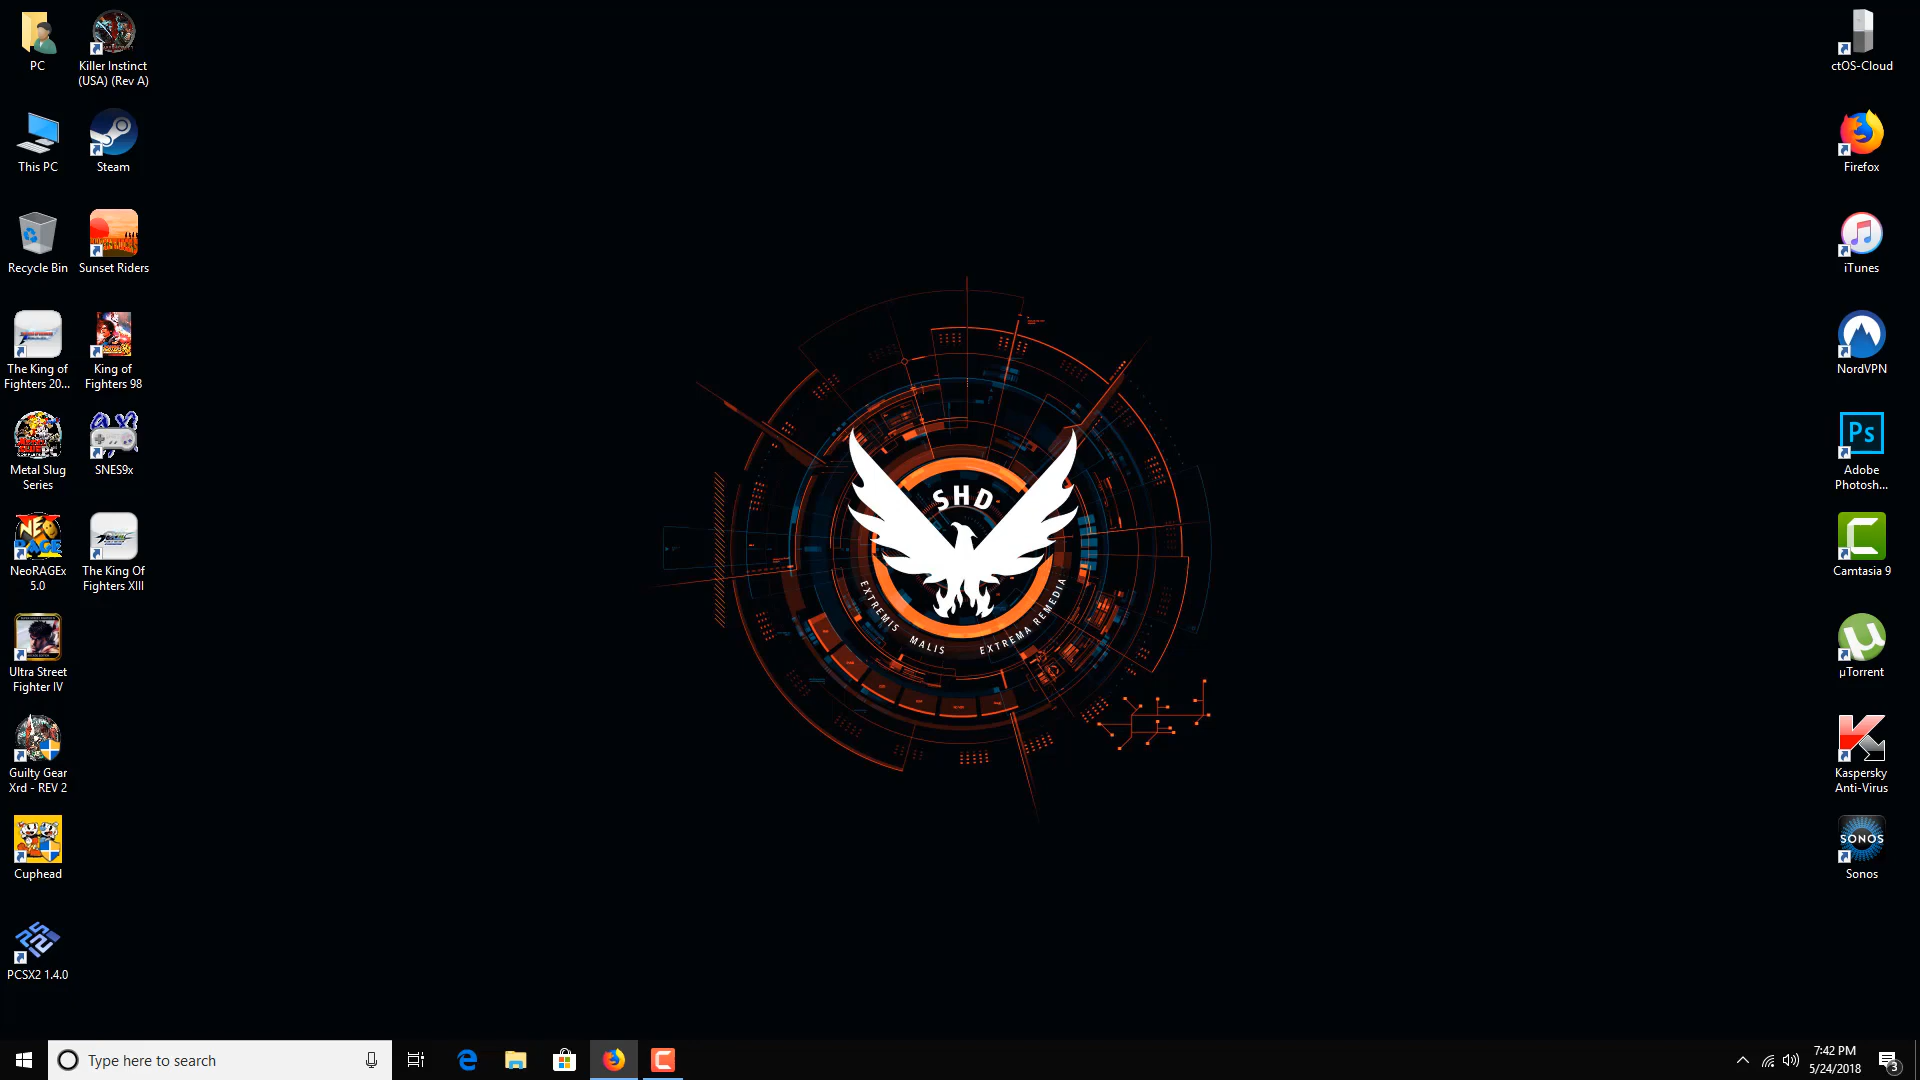 PC
Killer Instinct
(USA) (Rev A)
This PC
Steam
Recycle Bin
Sunset Riders
The King of
Fighters 20...
King of
Fighters 98
Metal Slug
Series
SNES9x
NeoRAGEx
5.0
The King Of
Fighters XIII
Ultra Street
Fighter IV
Guilty Gear
Xrd - REV 2
Cuphead
PCSX2 1.4.0
SHD
EXTREMIS MALIS EXTREMA REMEDIA
ctOS-Cloud
Firefox
iTunes
NordVPN
Ps
Adobe
Photosh...
Camtasia 9
µTorrent
Kaspersky
Anti-Virus
SONOS
Sonos
Type here to search
7:42 PM
5/24/2018
3